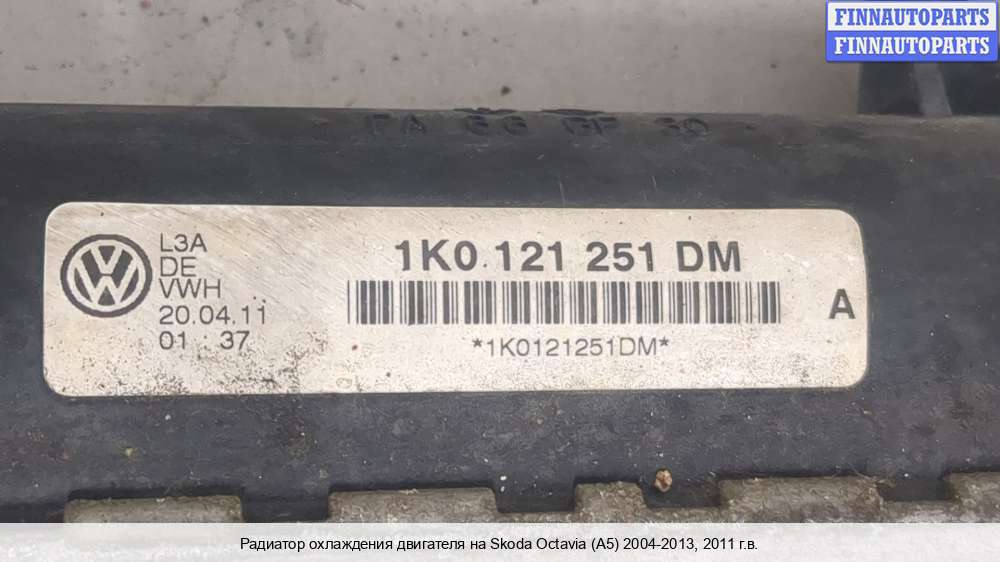 FINNAUTOPARTS
FINNAUTOPARTS
L3A
DE
VWH
20.04.11
01 : 37
1K0 121 251 DM
*1K0121251DM*
A
Радиатор охлаждения двигателя на Skoda Octavia (A5) 2004-2013, 2011 г.в.